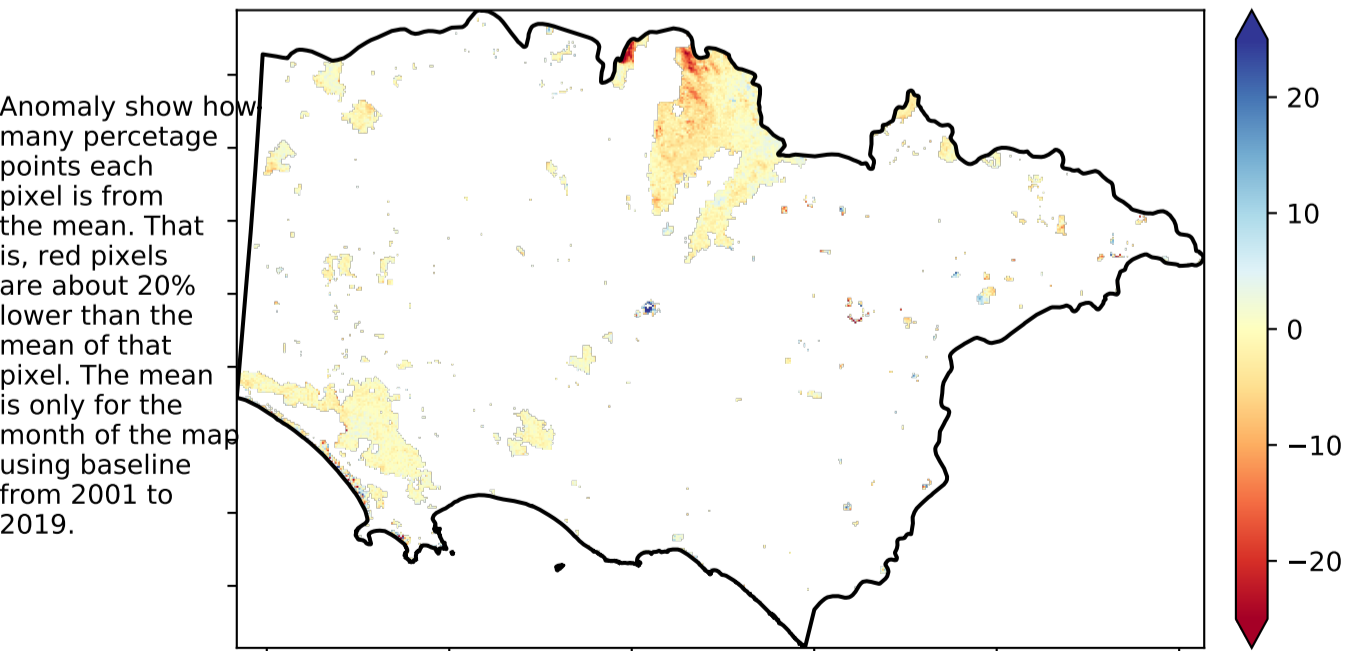 Anomaly show how
many percetage
points each
pixel is from
the mean. That
is, red pixels
are about 20%
lower than the
mean of that
pixel. The mean
is only for the
month of the map
using baseline
from 2001 to
2019.
20
10
0
−10
−20